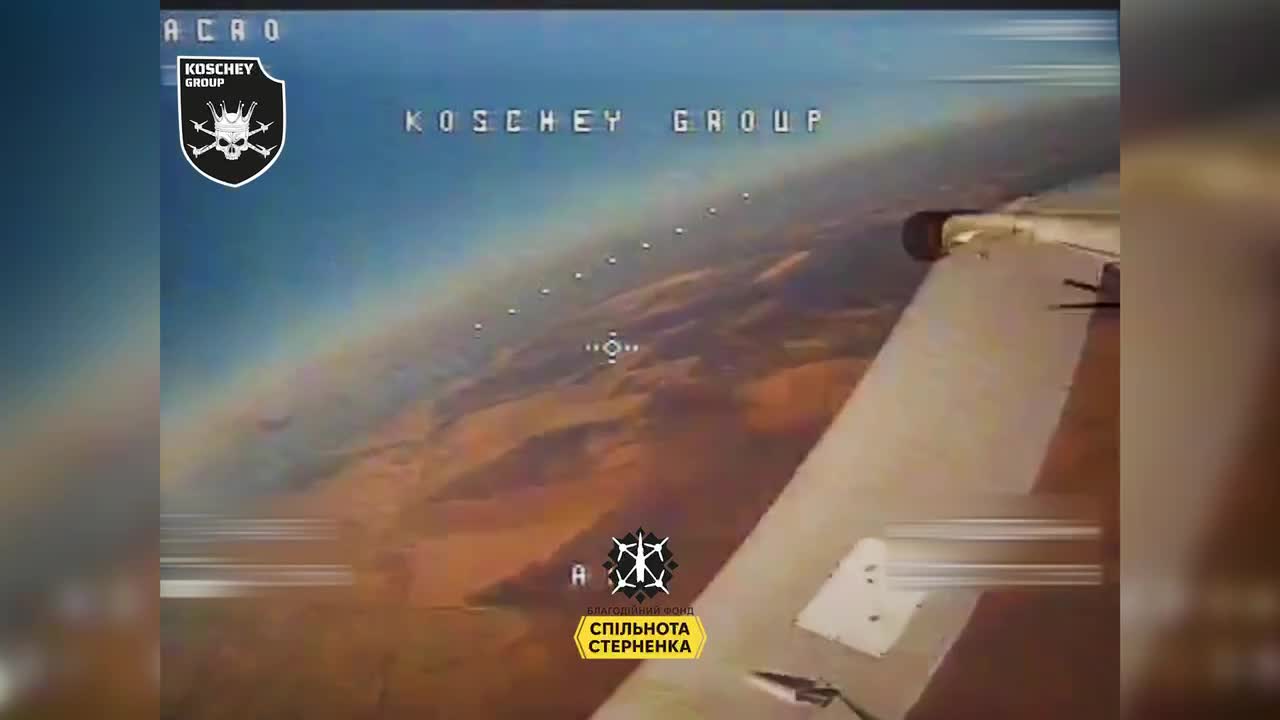 ACRO
KOSCHEY
GROUP
KOSCHEY GROUP
A
БЛАГОДІЙНИЙ ФОНД
СПІЛЬНОТА
СТЕРНЕНКА